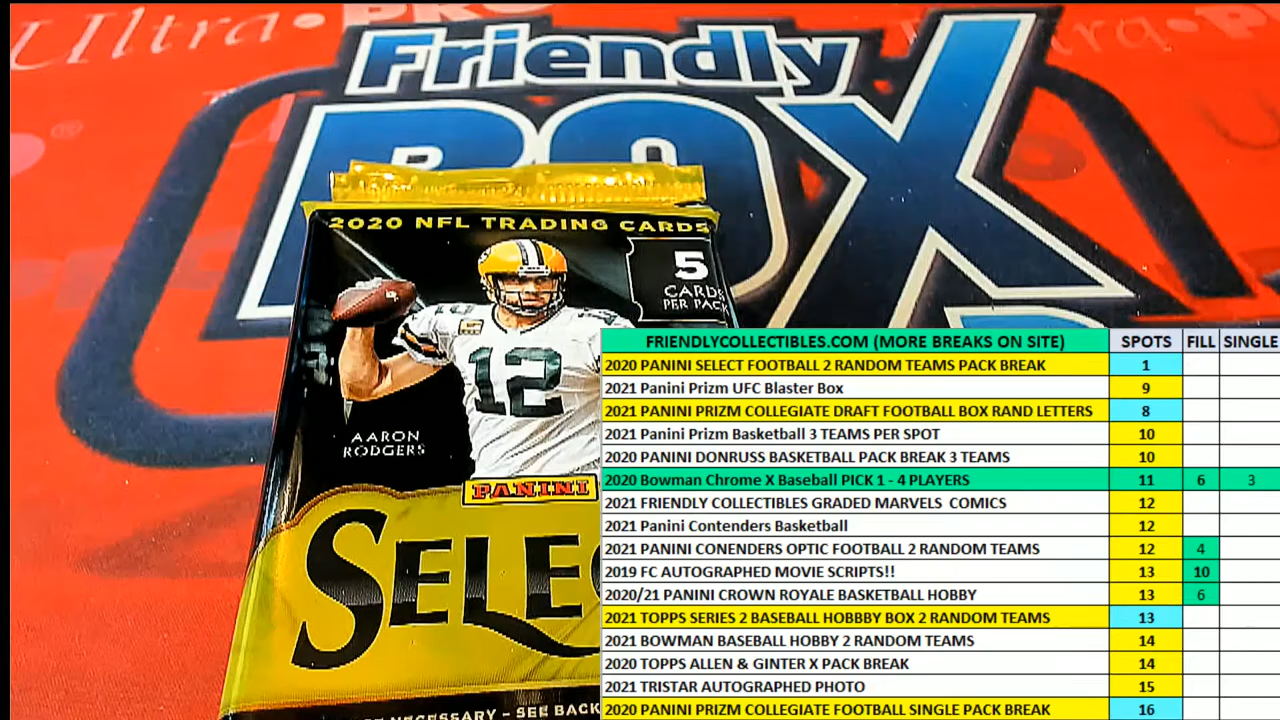 Ultra•PRO
Friendly
BOX
2020 NFL TRADING CARDS
5
CARDS
PER PACK
12
AARON
RODGERS
PANINI
SELE
NECESSARY – SEE BACK
FRIENDLYCOLLECTIBLES.COM (MORE BREAKS ON SITE) SPOTS FILL SINGLE
2020 PANINI SELECT FOOTBALL 2 RANDOM TEAMS PACK BREAK 1
2021 Panini Prizm UFC Blaster Box 9
2021 PANINI PRIZM COLLEGIATE DRAFT FOOTBALL BOX RAND LETTERS 8
2021 Panini Prizm Basketball 3 TEAMS PER SPOT 10
2020 PANINI DONRUSS BASKETBALL PACK BREAK 3 TEAMS 10
2020 Bowman Chrome X Baseball PICK 1 - 4 PLAYERS 11 6 3
2021 FRIENDLY COLLECTIBLES GRADED MARVELS COMICS 12
2021 Panini Contenders Basketball 12
2021 PANINI CONENDERS OPTIC FOOTBALL 2 RANDOM TEAMS 12 4
2019 FC AUTOGRAPHED MOVIE SCRIPTS!! 13 10
2020/21 PANINI CROWN ROYALE BASKETBALL HOBBY 13 6
2021 TOPPS SERIES 2 BASEBALL HOBBBY BOX 2 RANDOM TEAMS 13
2021 BOWMAN BASEBALL HOBBY 2 RANDOM TEAMS 14
2020 TOPPS ALLEN & GINTER X PACK BREAK 14
2021 TRISTAR AUTOGRAPHED PHOTO 15
2020 PANINI PRIZM COLLEGIATE FOOTBALL SINGLE PACK BREAK 16